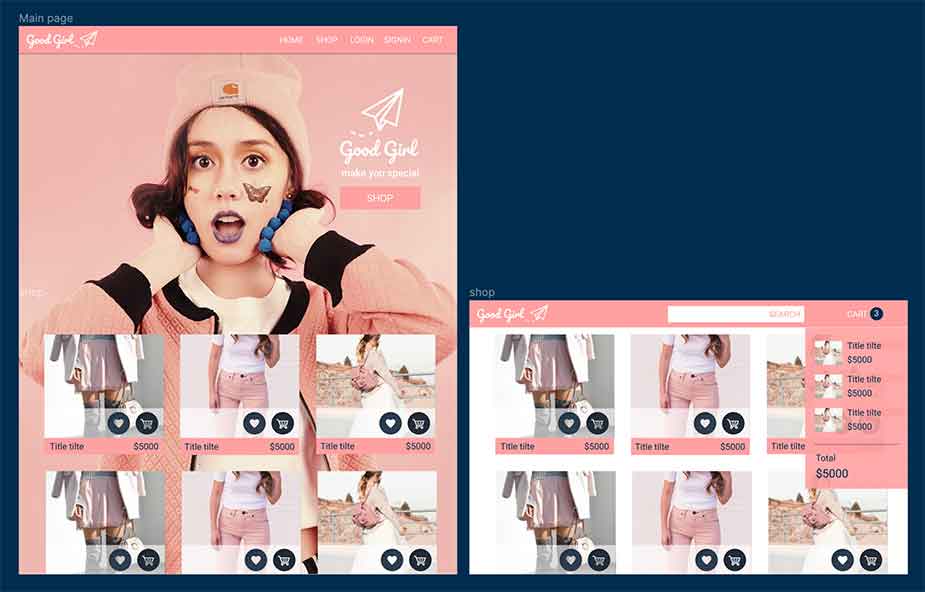 Main page
Good Girl
HOME SHOP LOGIN SIGNIN CART
Good Girl
make you special
SHOP
shop
Title tilte $5000
Title tilte $5000
Title tilte $5000
shop
Good Girl
SEARCH
CART 3
Title tilte
$5000
Title tilte
$5000
Title tilte
$5000
Total
$5000
Title tilte $5000
Title tilte $5000
Title tilte